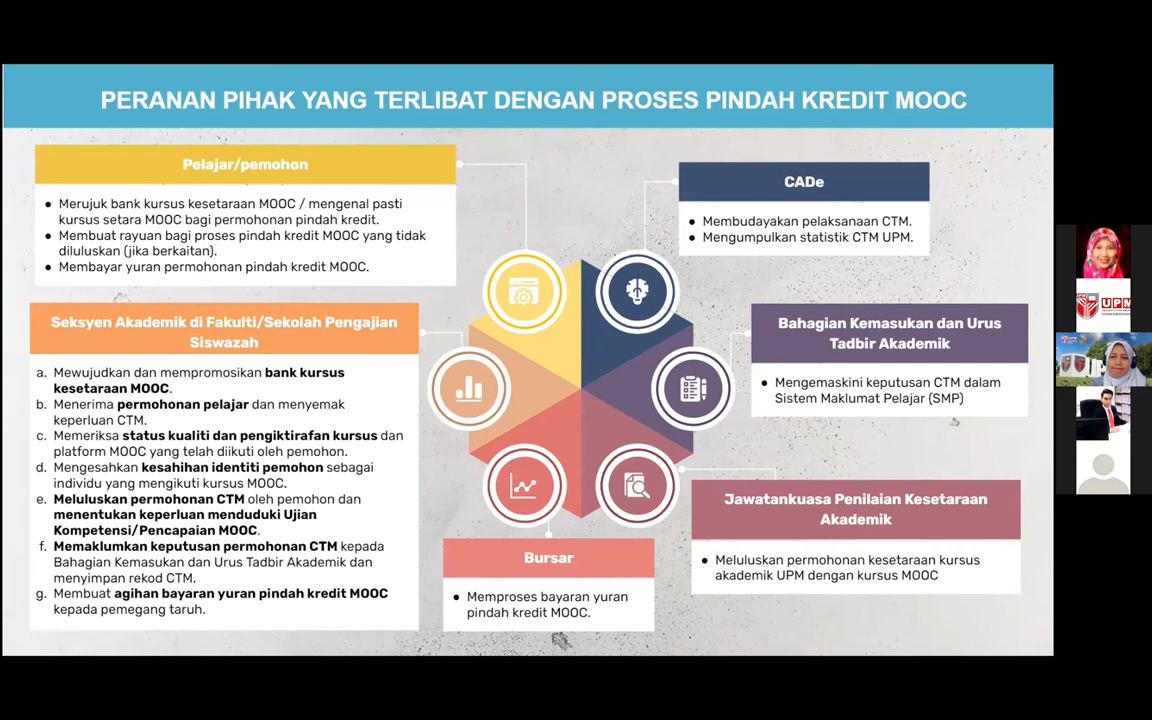 PERANAN PIHAK YANG TERLIBAT DENGAN PROSES PINDAH KREDIT MOOC
Pelajar/pemohon
● Merujuk bank kursus kesetaraan MOOC / mengenal pasti
kursus setara MOOC bagi permohonan pindah kredit.
● Membuat rayuan bagi proses pindah kredit MOOC yang tidak
diluluskan (jika berkaitan).
● Membayar yuran permohonan pindah kredit MOOC.
Seksyen Akademik di Fakulti/Sekolah Pengajian
Siswazah
a. Mewujudkan dan mempromosikan bank kursus
kesetaraan MOOC.
b. Menerima permohonan pelajar dan menyemak
keperluan CTM.
c. Memeriksa status kualiti dan pengiktirafan kursus dan
platform MOOC yang telah diikuti oleh pemohon.
d. Mengesahkan kesahihan identiti pemohon sebagai
individu yang mengikuti kursus MOOC.
e. Meluluskan permohonan CTM oleh pemohon dan
menentukan keperluan menduduki Ujian
Kompetensi/Pencapaian MOOC.
f. Memaklumkan keputusan permohonan CTM kepada
Bahagian Kemasukan dan Urus Tadbir Akademik dan
menyimpan rekod CTM.
g. Membuat agihan bayaran yuran pindah kredit MOOC
kepada pemegang taruh.
Bursar
● Memproses bayaran yuran
pindah kredit MOOC.
CADe
● Membudayakan pelaksanaan CTM.
● Mengumpulkan statistik CTM UPM.
Bahagian Kemasukan dan Urus
Tadbir Akademik
● Mengemaskini keputusan CTM dalam
Sistem Maklumat Pelajar (SMP)
Jawatankuasa Penilaian Kesetaraan
Akademik
● Meluluskan permohonan kesetaraan kursus
akademik UPM dengan kursus MOOC
UPM